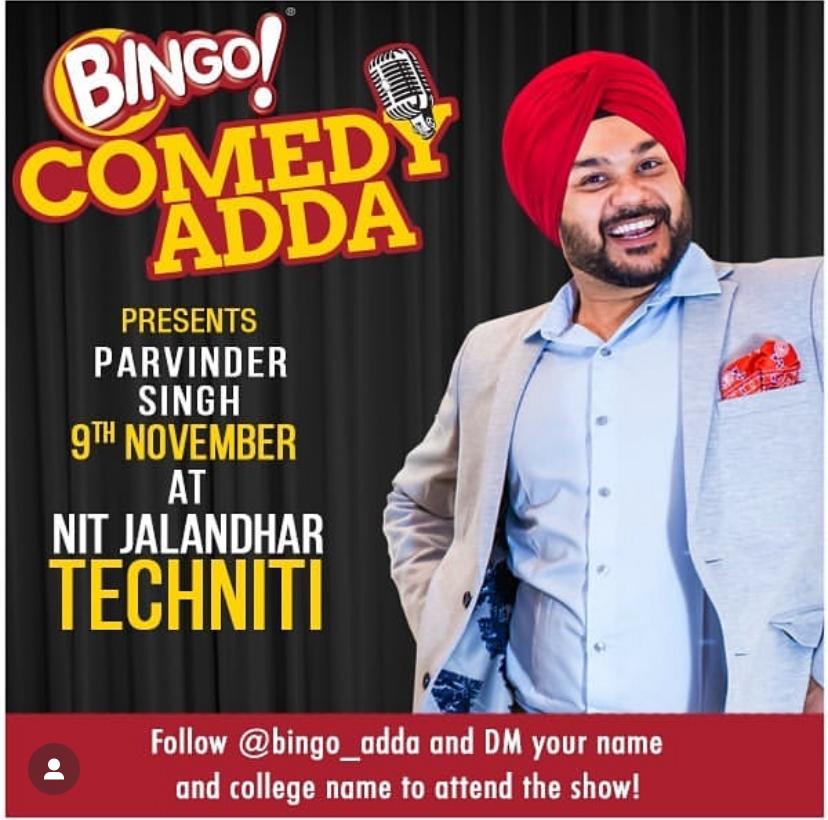 BINGO!®
COMEDY
ADDA
PRESENTS
PARVINDER
SINGH
9TH NOVEMBER
AT
NIT JALANDHAR
TECHNITI
Follow @bingo_adda and DM your name
and college name to attend the show!